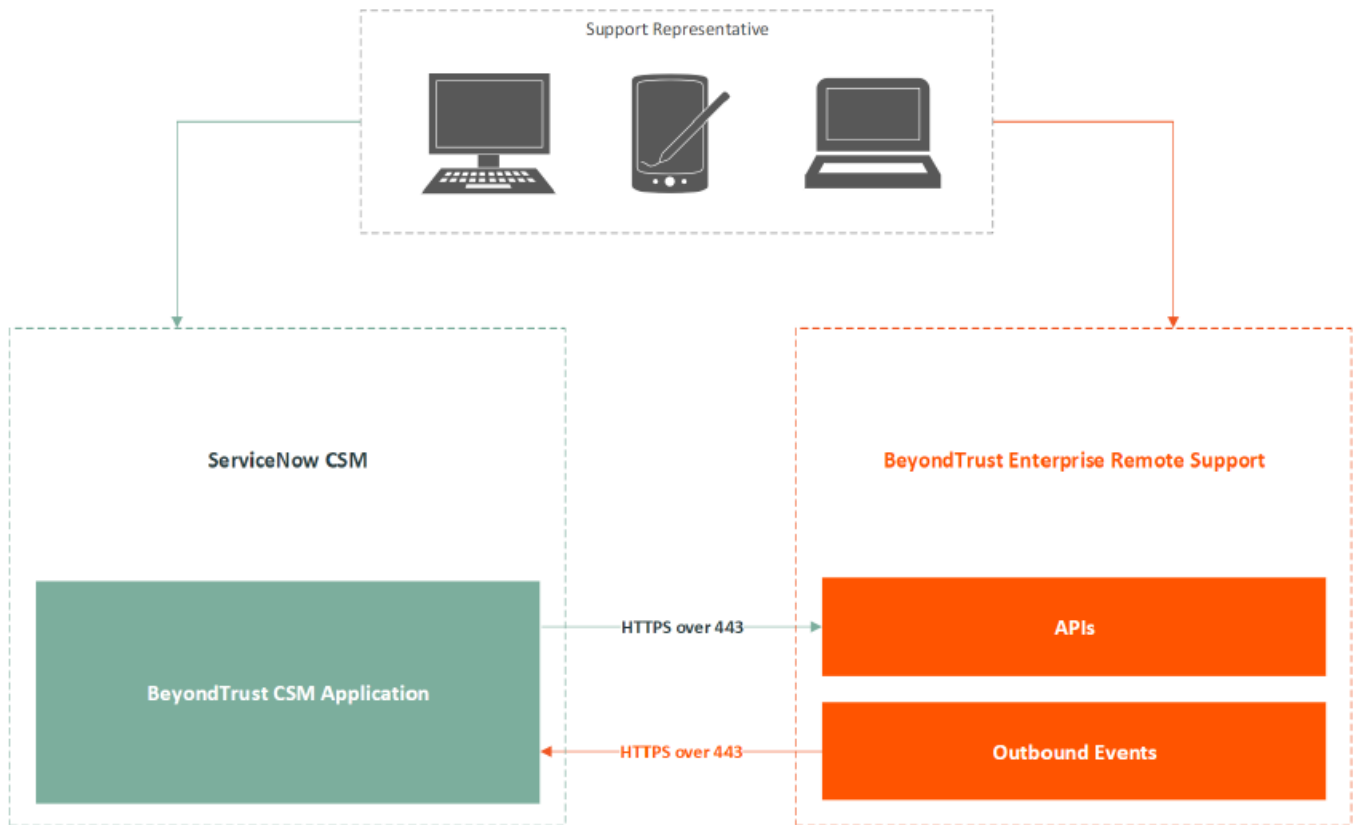 Support Representative
ServiceNow CSM
BeyondTrust Enterprise Remote Support
HTTPS over 443
APIs
BeyondTrust CSM Application
HTTPS over 443
Outbound Events